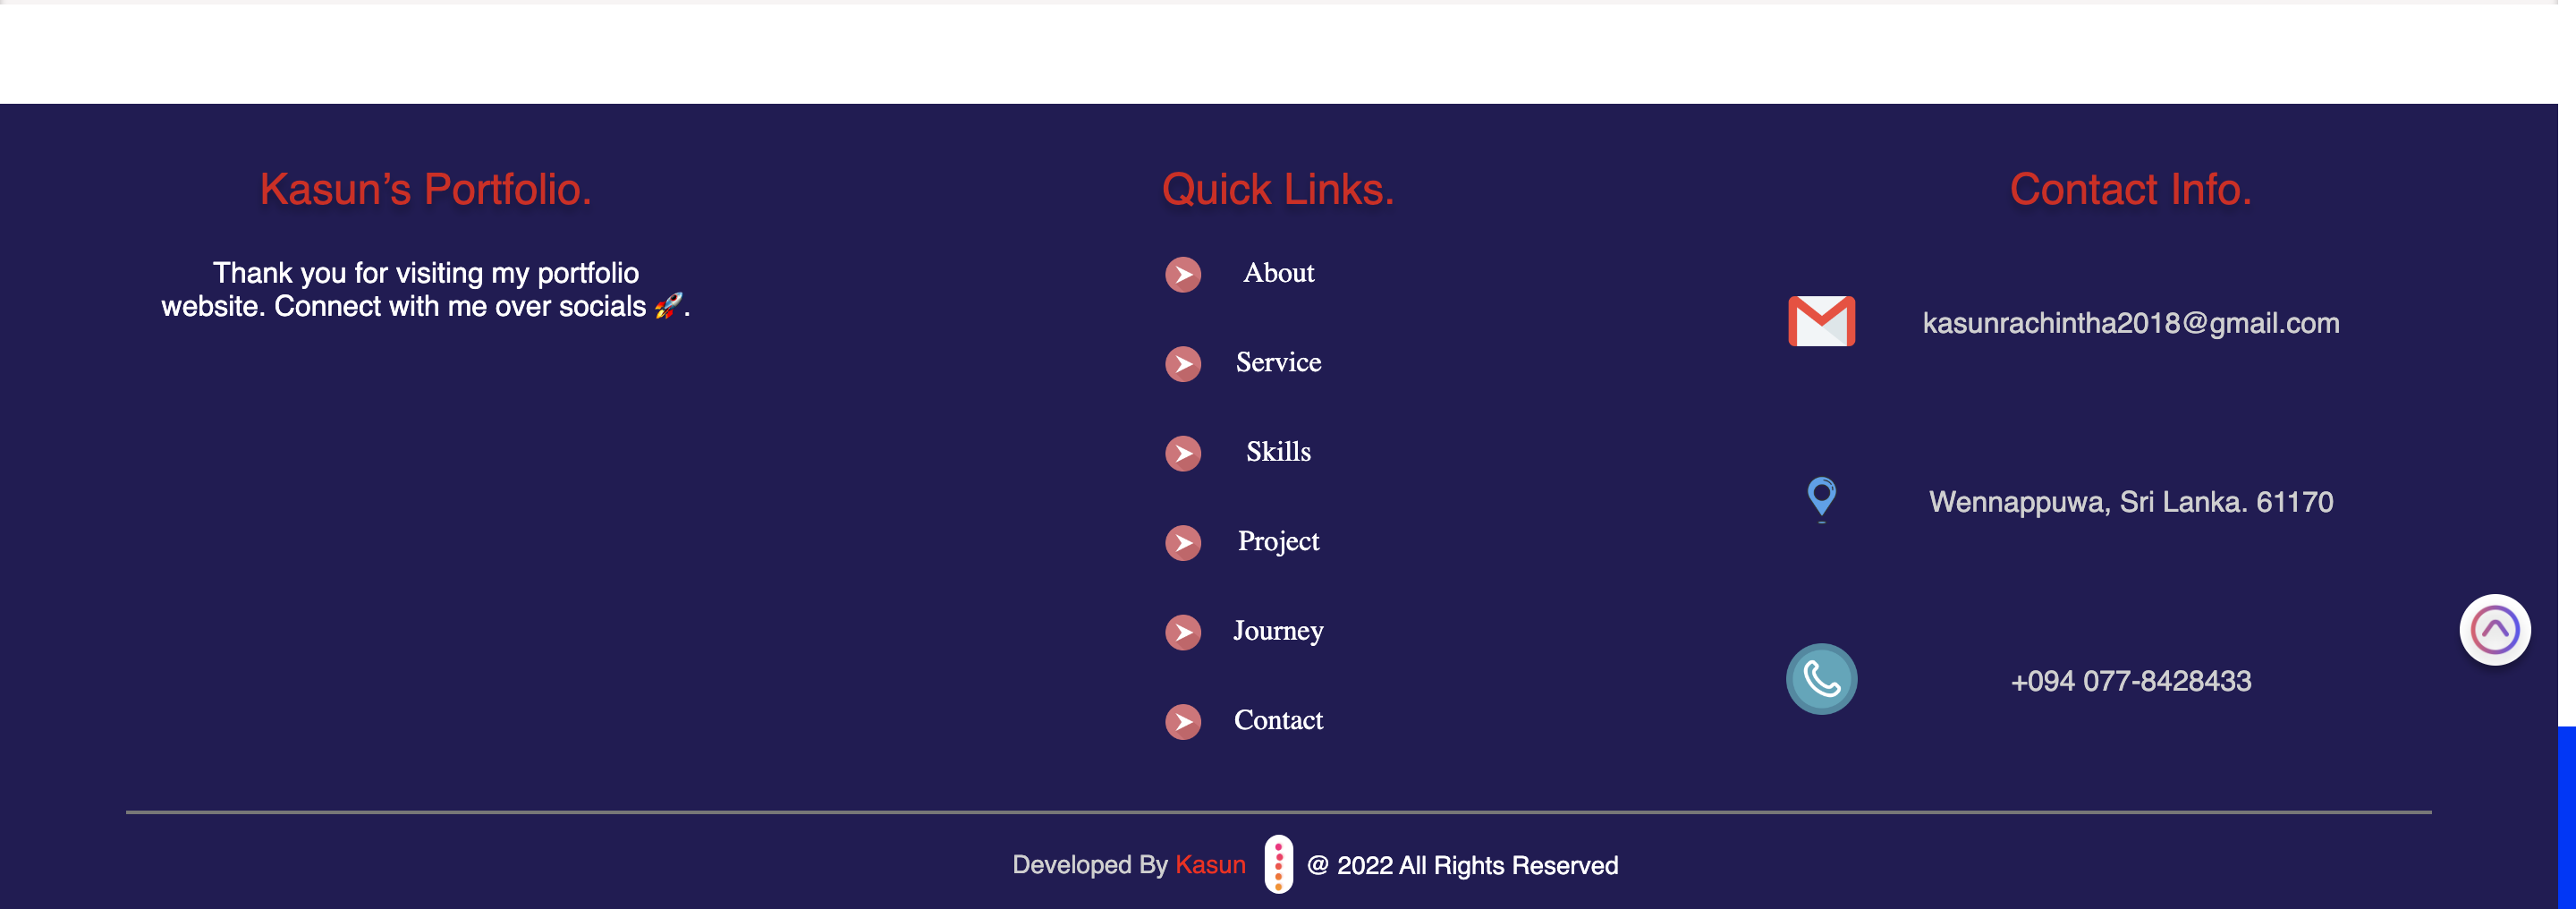 Kasun’s Portfolio.
Thank you for visiting my portfolio
website. Connect with me over socials 🚀.
Quick Links.
About
Service
Skills
Project
Journey
Contact
Contact Info.
kasunrachintha2018@gmail.com
Wennappuwa, Sri Lanka. 61170
+094 077-8428433
Developed By Kasun @ 2022 All Rights Reserved